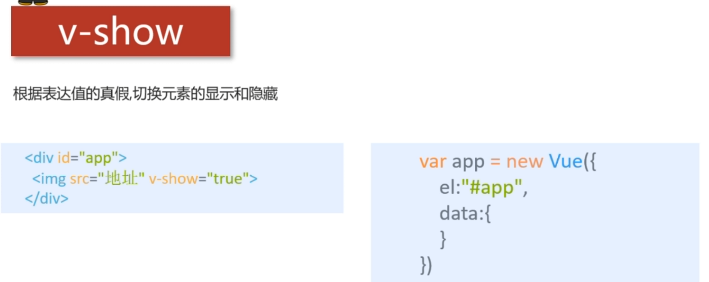 v-show
根据表达值的真假,切换元素的显示和隐藏
<div id="app">
<img src="地址" v-show="true">
</div>
var app = new Vue({
el:"#app",
data:{
}
})